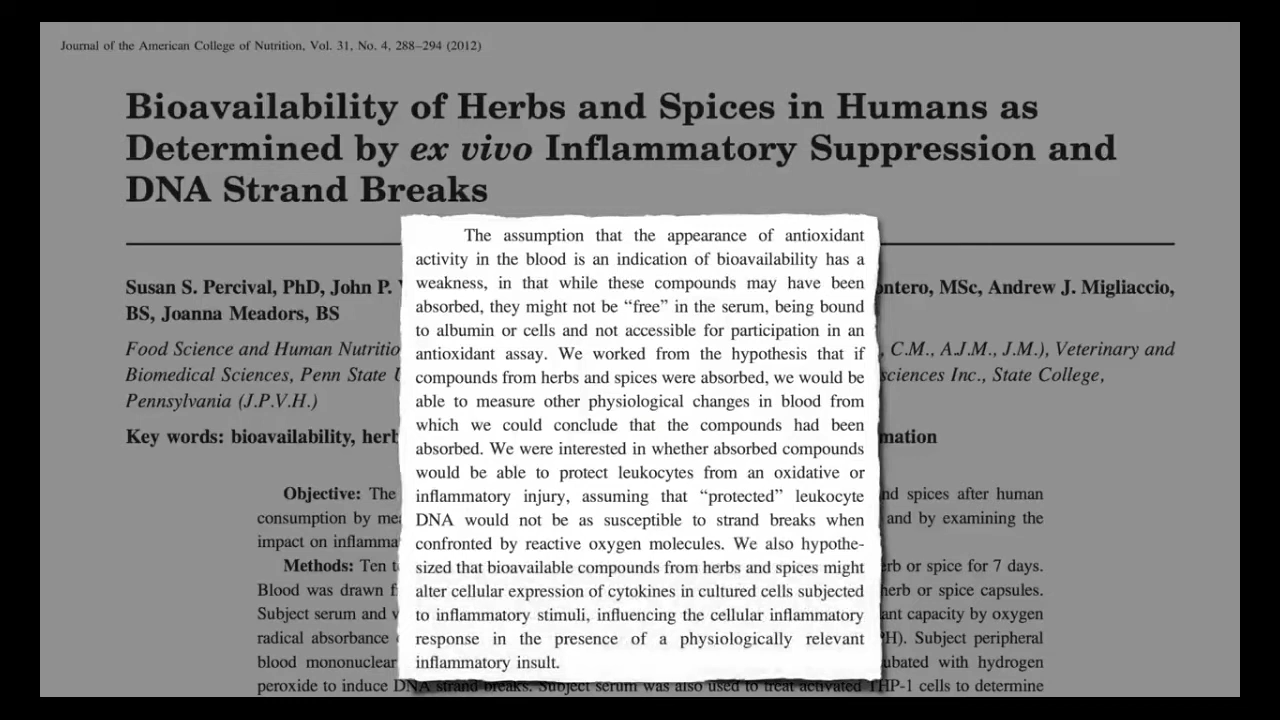 Journal of the American College of Nutrition, Vol. 31, No. 4, 288–294 (2012)
Bioavailability of Herbs and Spices in Humans as
Determined by ex vivo Inflammatory Suppression and
DNA Strand Breaks
Susan S. Percival, PhD, John P. ontero, MSc, Andrew J. Migliaccio,
BS, Joanna Meadors, BS
Food Science and Human Nutritio , C.M., A.J.M., J.M.), Veterinary and
Biomedical Sciences, Penn State sciences Inc., State College,
Pennsylvania (J.P.V.H.)
Key words: bioavailability, herb mation
Objective: The nd spices after human
consumption by me and by examining the
impact on inflamma
Methods: Ten t erb or spice for 7 days.
Blood was drawn f herb or spice capsules.
Subject serum and v ant capacity by oxygen
radical absorbance PH). Subject peripheral
blood mononuclear ubated with hydrogen
peroxide to induce DNA strand breaks. Subject serum was also used to treat activated THP-1 cells to determine
The assumption that the appearance of antioxidant
activity in the blood is an indication of bioavailability has a
weakness, in that while these compounds may have been
absorbed, they might not be “free” in the serum, being bound
to albumin or cells and not accessible for participation in an
antioxidant assay. We worked from the hypothesis that if
compounds from herbs and spices were absorbed, we would be
able to measure other physiological changes in blood from
which we could conclude that the compounds had been
absorbed. We were interested in whether absorbed compounds
would be able to protect leukocytes from an oxidative or
inflammatory injury, assuming that “protected” leukocyte
DNA would not be as susceptible to strand breaks when
confronted by reactive oxygen molecules. We also hypothe-
sized that bioavailable compounds from herbs and spices might
alter cellular expression of cytokines in cultured cells subjected
to inflammatory stimuli, influencing the cellular inflammatory
response in the presence of a physiologically relevant
inflammatory insult.